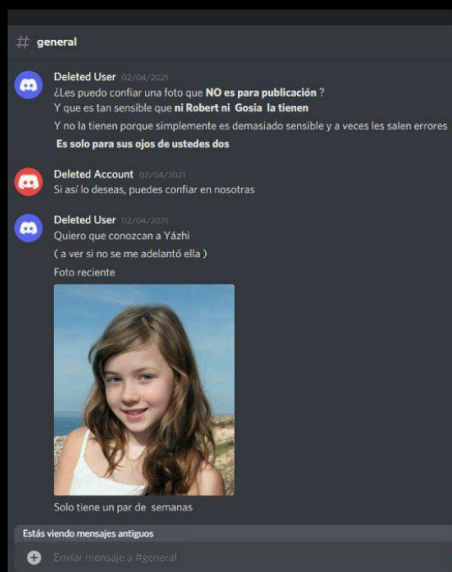 # general
Deleted User 02/04/2021
¿Les puedo confiar una foto que NO es para publicación ?
Y que es tan sensible que ni Robert ni Gosia la tienen
Y no la tienen porque simplemente es demasiado sensible y a veces les salen errores
Es solo para sus ojos de ustedes dos
Deleted Account 02/04/2021
Si así lo deseas, puedes confiar en nosotras
Deleted User 02/04/2021
Quiero que conozcan a Yázhi
( a ver si no se me adelantó ella )
Foto reciente
Solo tiene un par de semanas
Estás viendo mensajes antiguos
Enviar mensaje a #general